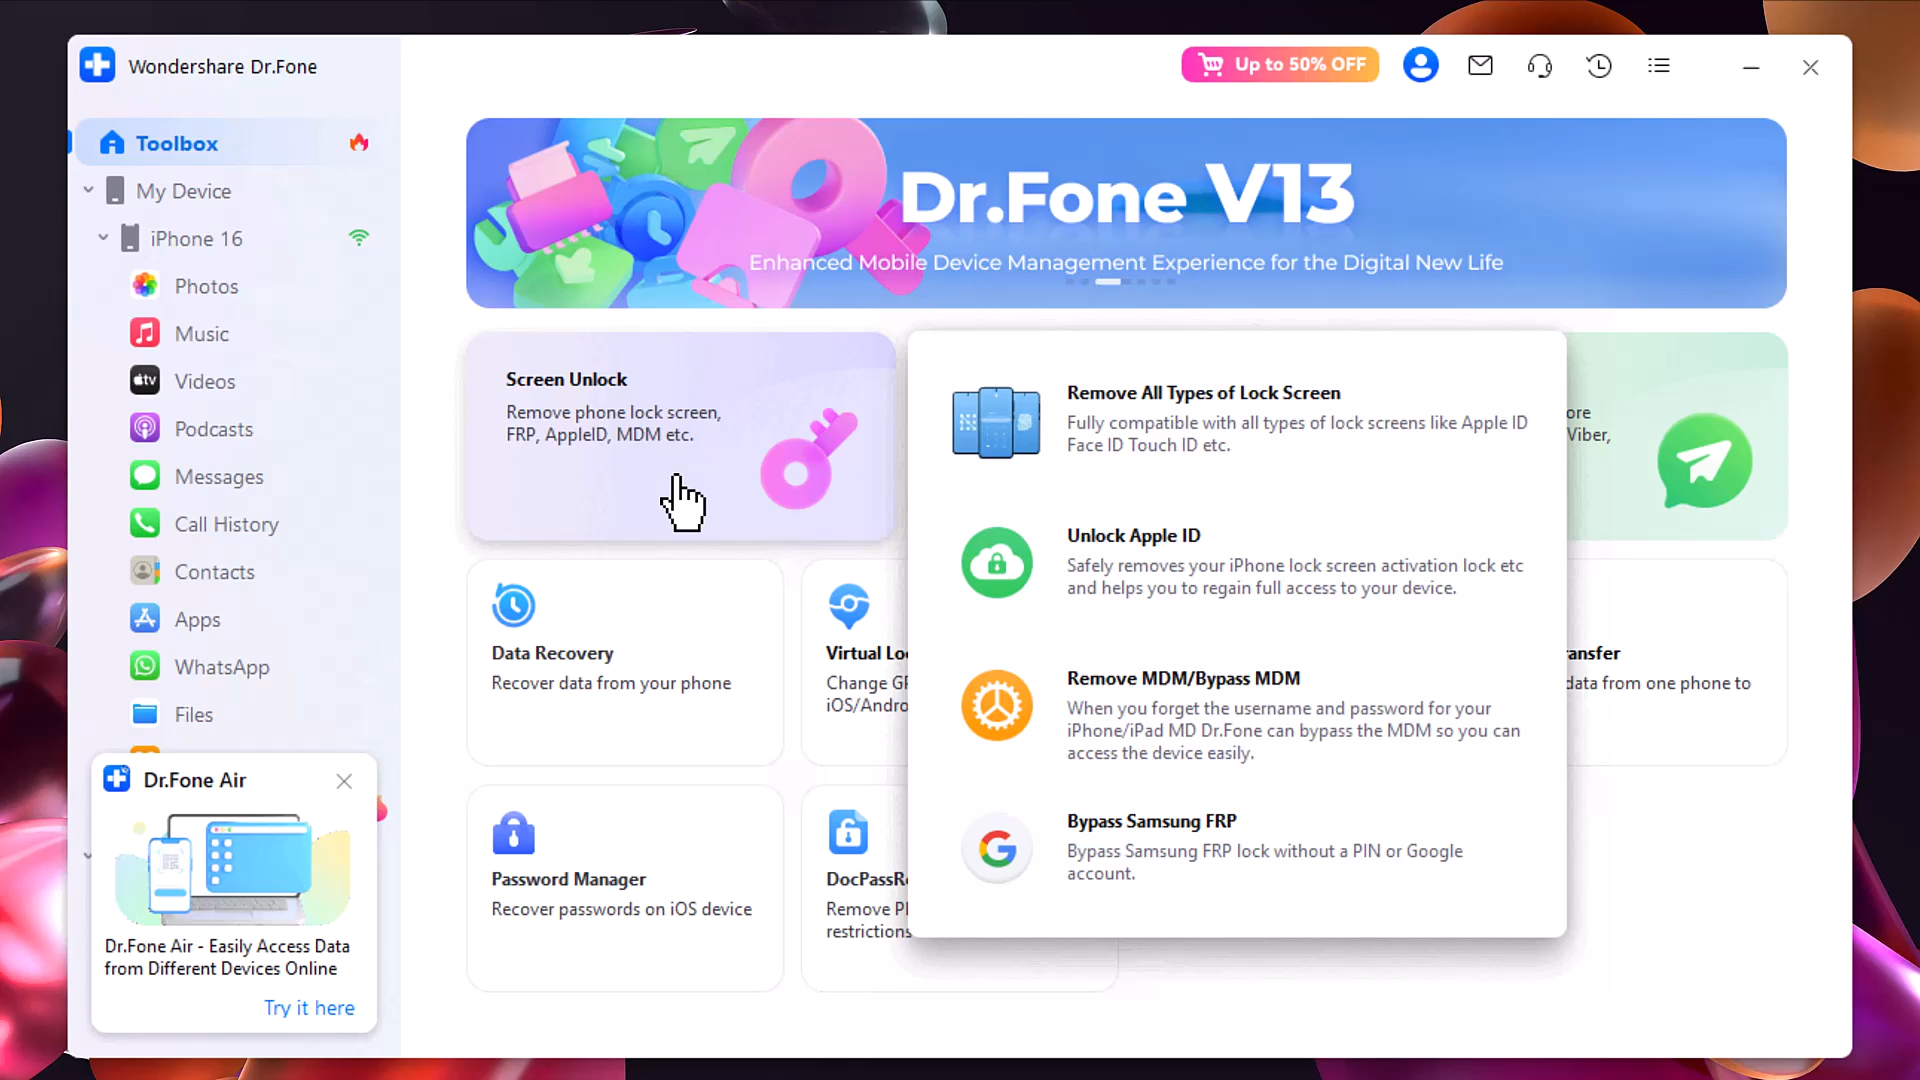 Wondershare Dr.Fone
Up to 50% OFF
Toolbox
My Device
iPhone 16
Photos
Music
Videos
Podcasts
Messages
Call History
Contacts
Apps
WhatsApp
Files
Dr.Fone Air
Dr.Fone Air - Easily Access Data
from Different Devices Online
Try it here
Dr.Fone V13
Enhanced Mobile Device Management Experience for the Digital New Life
Screen Unlock
Remove phone lock screen,
FRP, AppleID, MDM etc.
Remove All Types of Lock Screen
Fully compatible with all types of lock screens like Apple ID
Face ID Touch ID etc.
Unlock Apple ID
Safely removes your iPhone lock screen activation lock etc
and helps you to regain full access to your device.
Remove MDM/Bypass MDM
When you forget the username and password for your
iPhone/iPad MD Dr.Fone can bypass the MDM so you can
access the device easily.
Bypass Samsung FRP
Bypass Samsung FRP lock without a PIN or Google
account.
ore
Viber,
Data Recovery
Recover data from your phone
Virtual Lo
Change GP
iOS/Andro
ansfer
data from one phone to
Password Manager
Recover passwords on iOS device
DocPassRe
Remove P
restrictions
tv
G